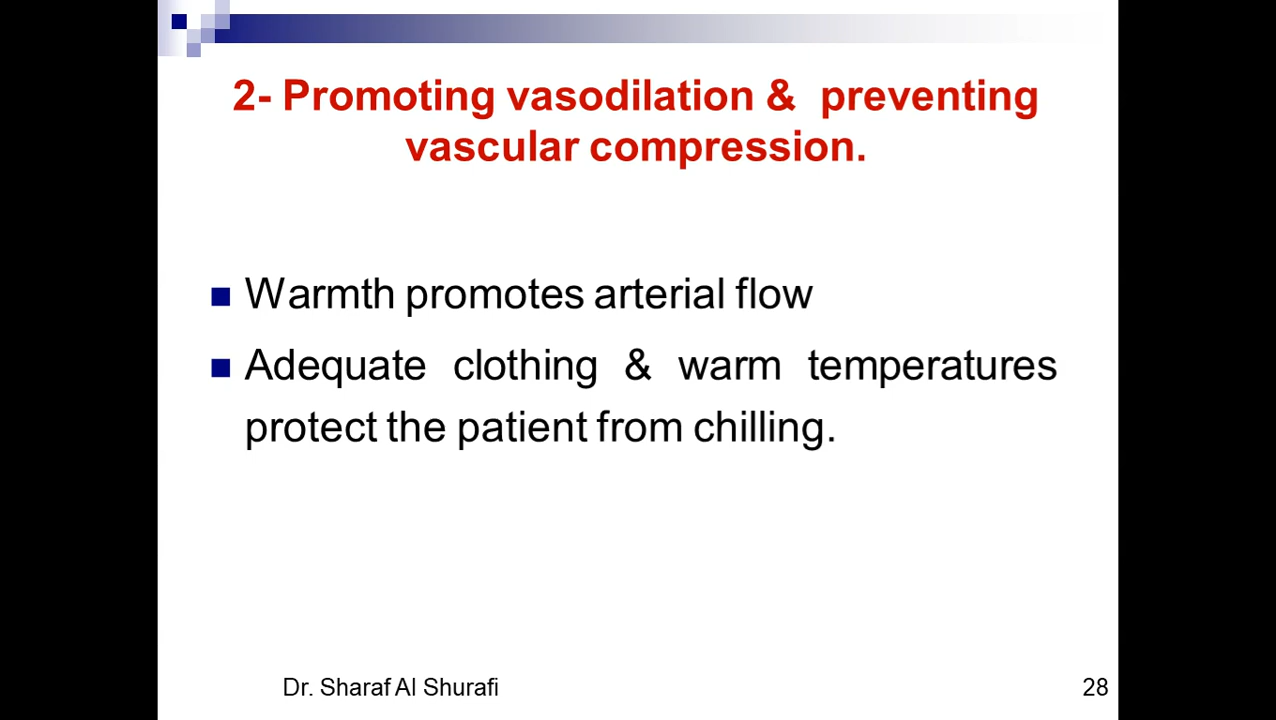 2- Promoting vasodilation & preventing
vascular compression.
Warmth promotes arterial flow
Adequate clothing & warm temperatures
protect the patient from chilling.
Dr. Sharaf Al Shurafi
28